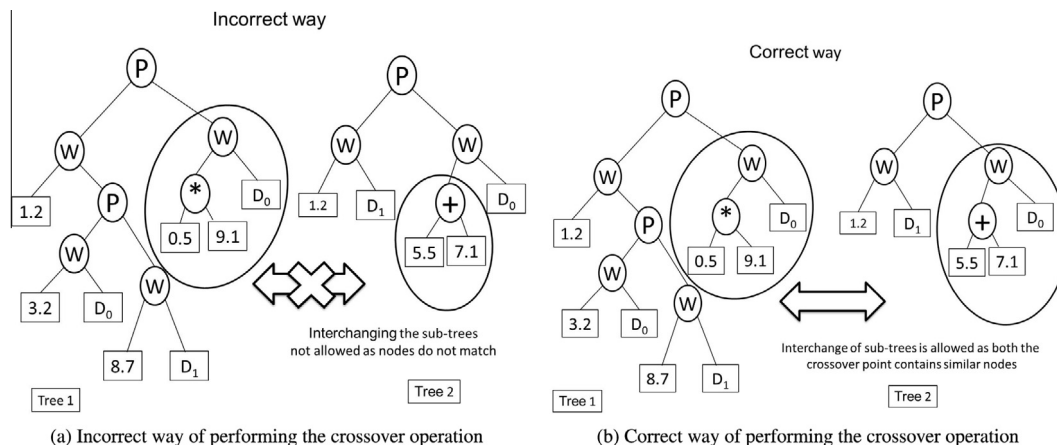 Incorrect way
P
P
W
W
W
W
1.2
P
*
D0
1.2
D1
+
D0
0.5
9.1
5.5
7.1
W
W
3.2
D0
8.7
D1
Interchanging the sub-trees
not allowed as nodes do not match
Tree 1
Tree 2
(a) Incorrect way of performing the crossover operation
Correct way
P
P
W
W
W
W
1.2
P
*
D0
1.2
D1
+
D0
0.5
9.1
5.5
7.1
W
W
3.2
D0
8.7
D1
Interchange of sub-trees is allowed as both the
crossover point contains similar nodes
Tree 1
Tree 2
(b) Correct way of performing the crossover operation